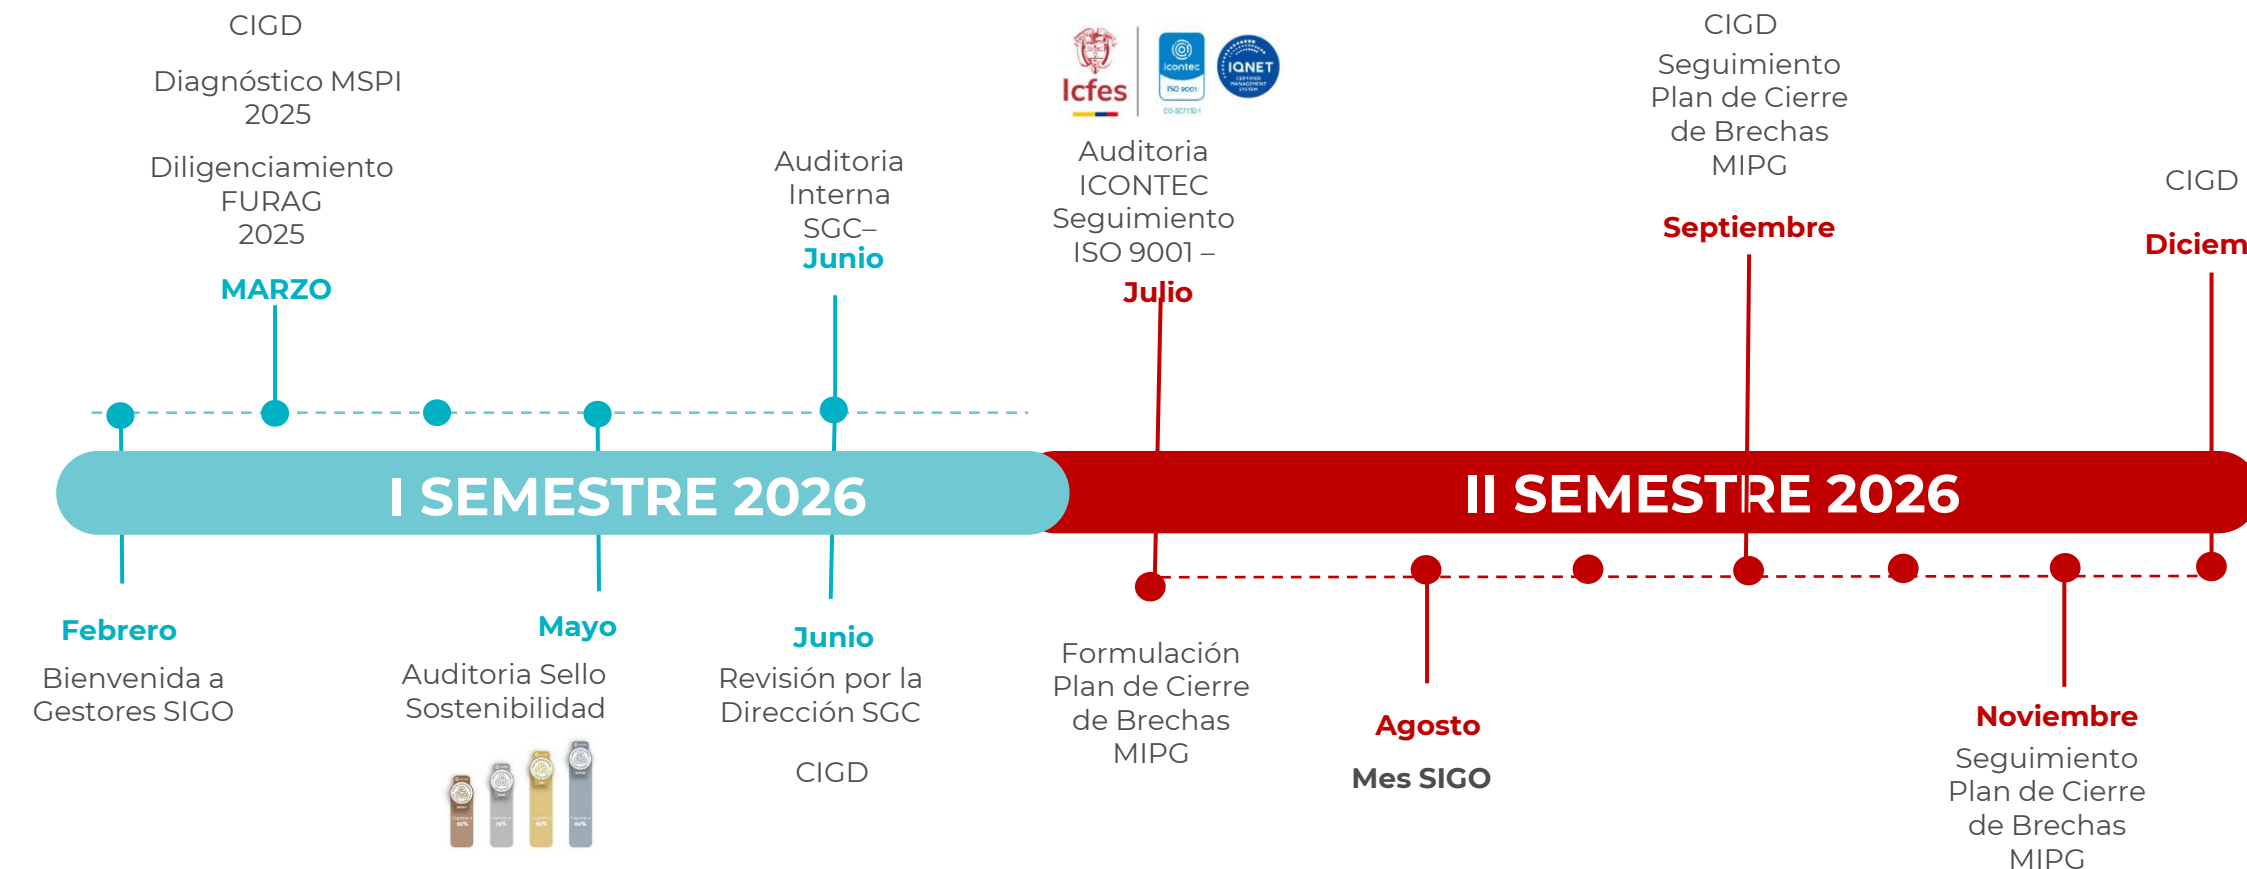 CIGD
Diagnóstico MSPI
2025
Diligenciamiento
FURAG
2025
MARZO
Auditoria
Interna
SGC–
Junio
Icfes
icontec
ISO 9001
IQNET
CERTIFIED
MANAGEMENT
SYSTEM
Auditoria
ICONTEC
Seguimiento
ISO 9001 –
Julio
CIGD
Seguimiento
Plan de Cierre
de Brechas
MIPG
Septiembre
CIGD
Diciem
I SEMESTRE 2026
II SEMESTRE 2026
Febrero
Bienvenida a
Gestores SIGO
Mayo
Auditoria Sello
Sostenibilidad
Junio
Revisión por la
Dirección SGC
CIGD
Formulación
Plan de Cierre
de Brechas
MIPG
Agosto
Mes SIGO
Noviembre
Seguimiento
Plan de Cierre
de Brechas
MIPG